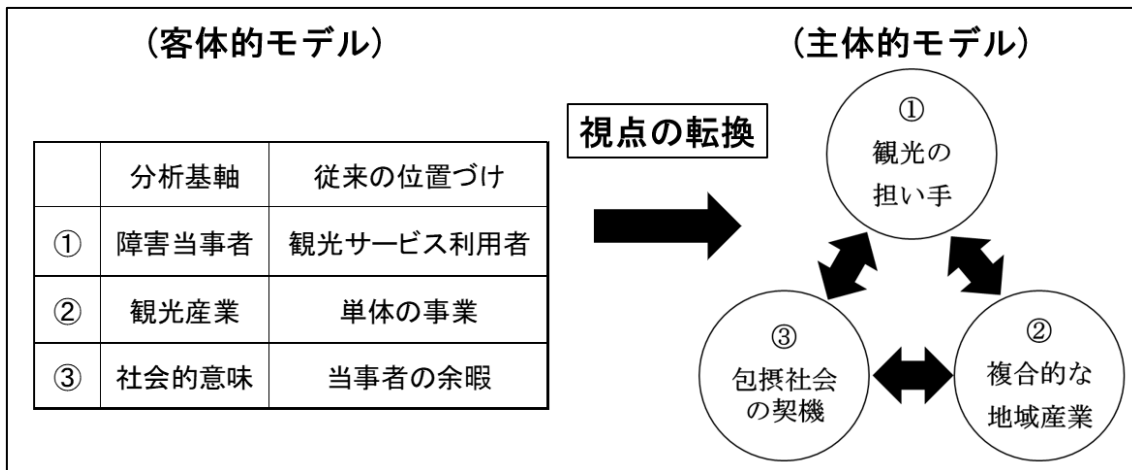 (客体的モデル)
(主体的モデル)
視点の転換
分析基軸 従来の位置づけ
① 障害当事者 観光サービス利用者
② 観光産業 単体の事業
③ 社会的意味 当事者の余暇
①
観光の
担い手
③
包摂社会
の契機
②
複合的な
地域産業